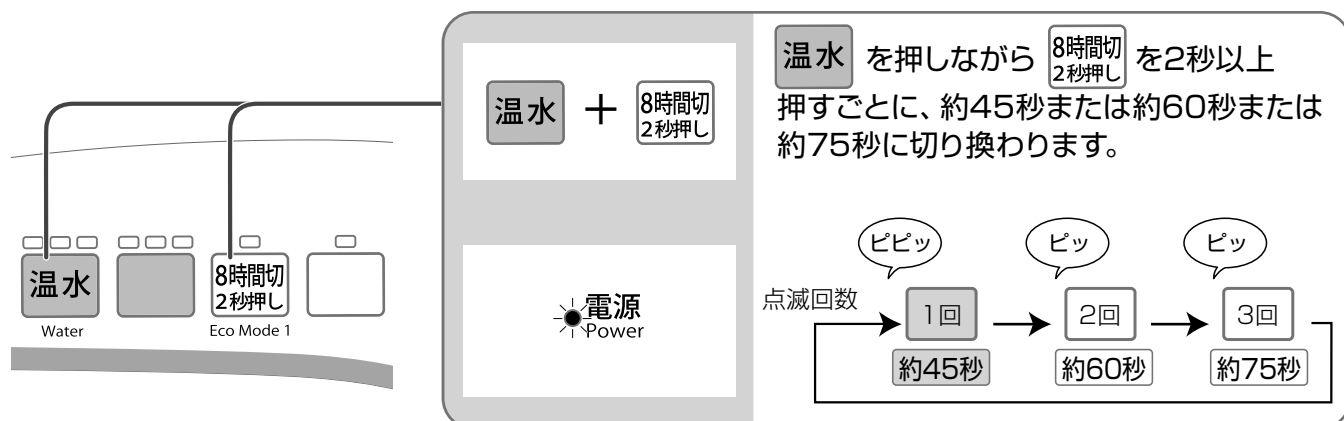 温水
Water
8時間切
2秒押し
Eco Mode 1
温水 + 8時間切
2秒押し
電源
Power
温水 を押しながら 8時間切 2秒押し を2秒以上
押すごとに、約45秒または約60秒または
約75秒に切り換わります。
ピピッ ピッ ピッ
点滅回数 1回 2回 3回
約45秒 約60秒 約75秒